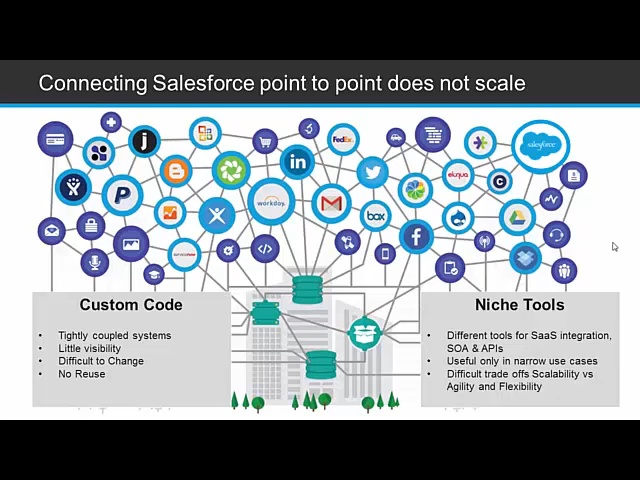 Connecting Salesforce point to point does not scale
FedEx
salesforce
j
in
eloqua
c
P
workday
M
box
f
Custom Code
• Tightly coupled systems
• Little visibility
• Difficult to Change
• No Reuse
Niche Tools
• Different tools for SaaS integration,
SOA & APIs
• Useful only in narrow use cases
• Difficult trade offs Scalability vs
Agility and Flexibility